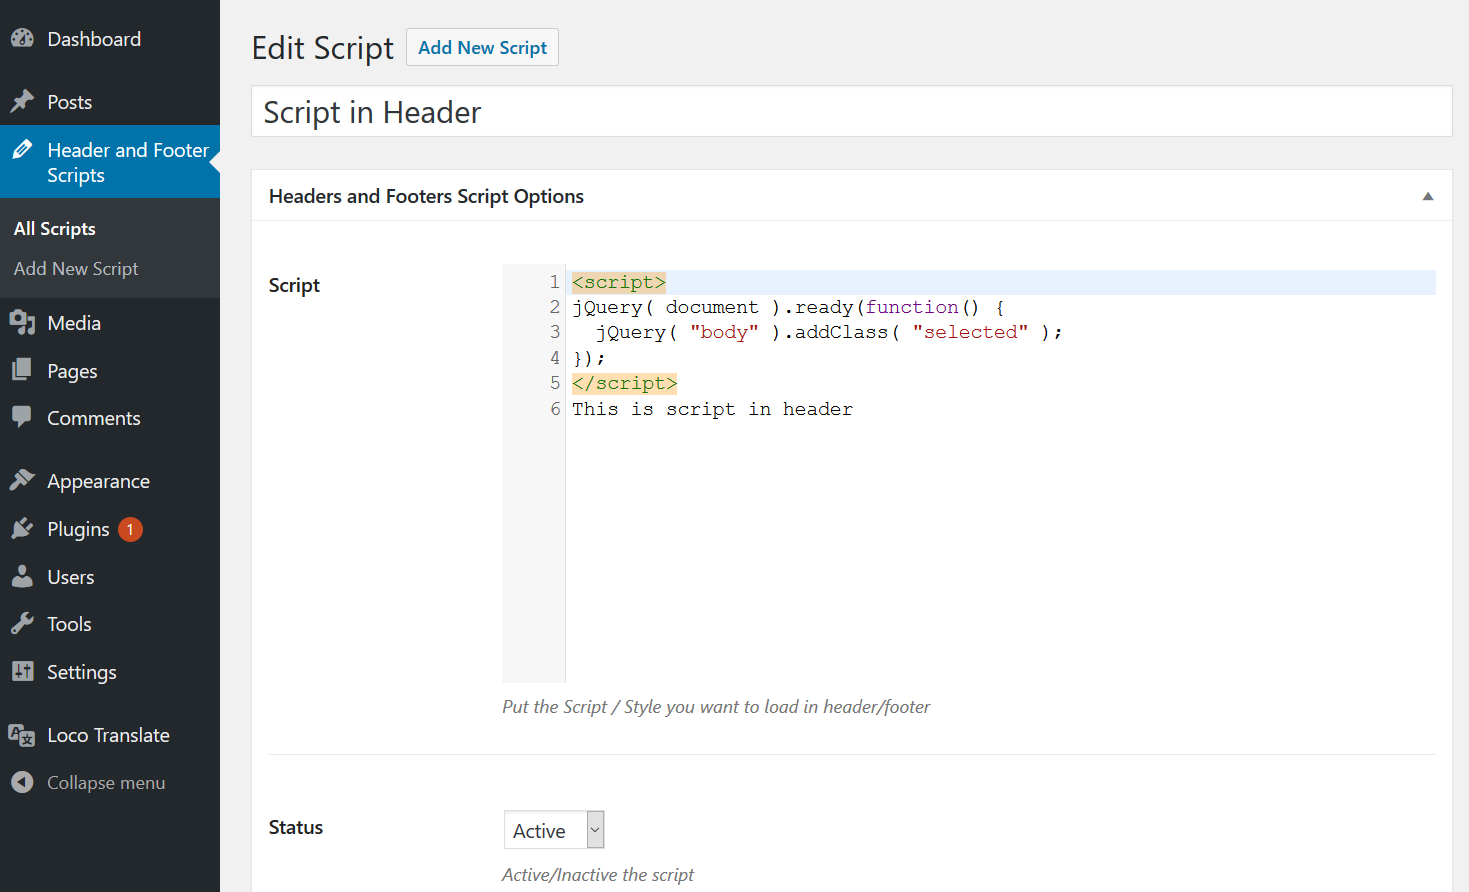 Dashboard
Posts
Header and Footer
Scripts
All Scripts
Add New Script
Media
Pages
Comments
Appearance
Plugins 1
Users
Tools
Settings
Loco Translate
Collapse menu
Edit Script Add New Script
Script in Header
Headers and Footers Script Options
Script
1 <script>
2 jQuery( document ).ready(function() {
3   jQuery( "body" ).addClass( "selected" );
4 });
5 </script>
6 This is script in header
Put the Script / Style you want to load in header/footer
Status
Active
Active/Inactive the script